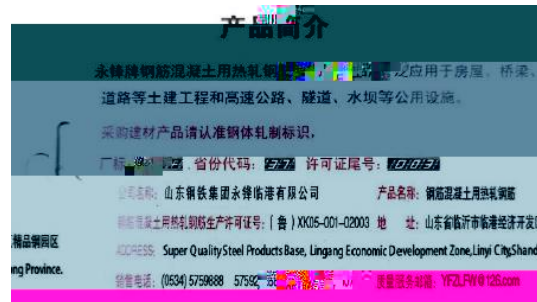 产品简介
永锋牌钢筋混凝土用热轧钢 应用于房屋、桥梁、
道路等土建工程和高速公路、隧道、水坝等公用设施。
采购建材产品请认准钢体轧制标识，
厂标 省份代码： 许可证尾号：
公司名称：山东钢铁集团永锋临港有限公司 产品名称：钢筋混凝土用热轧钢筋
钢筋混凝土用热轧钢筋生产许可证号：(鲁) XK05-001-02003 地 址：山东省临沂市临港经济开发区
精品钢园区
ADDRESS: Super Quality Steel Products Base, Lingang Economic Development Zone, Linyi City, Shand
ng Province.
销售电话：(0534) 5759688 5759 质量服务邮箱：YFZLFW@126.com